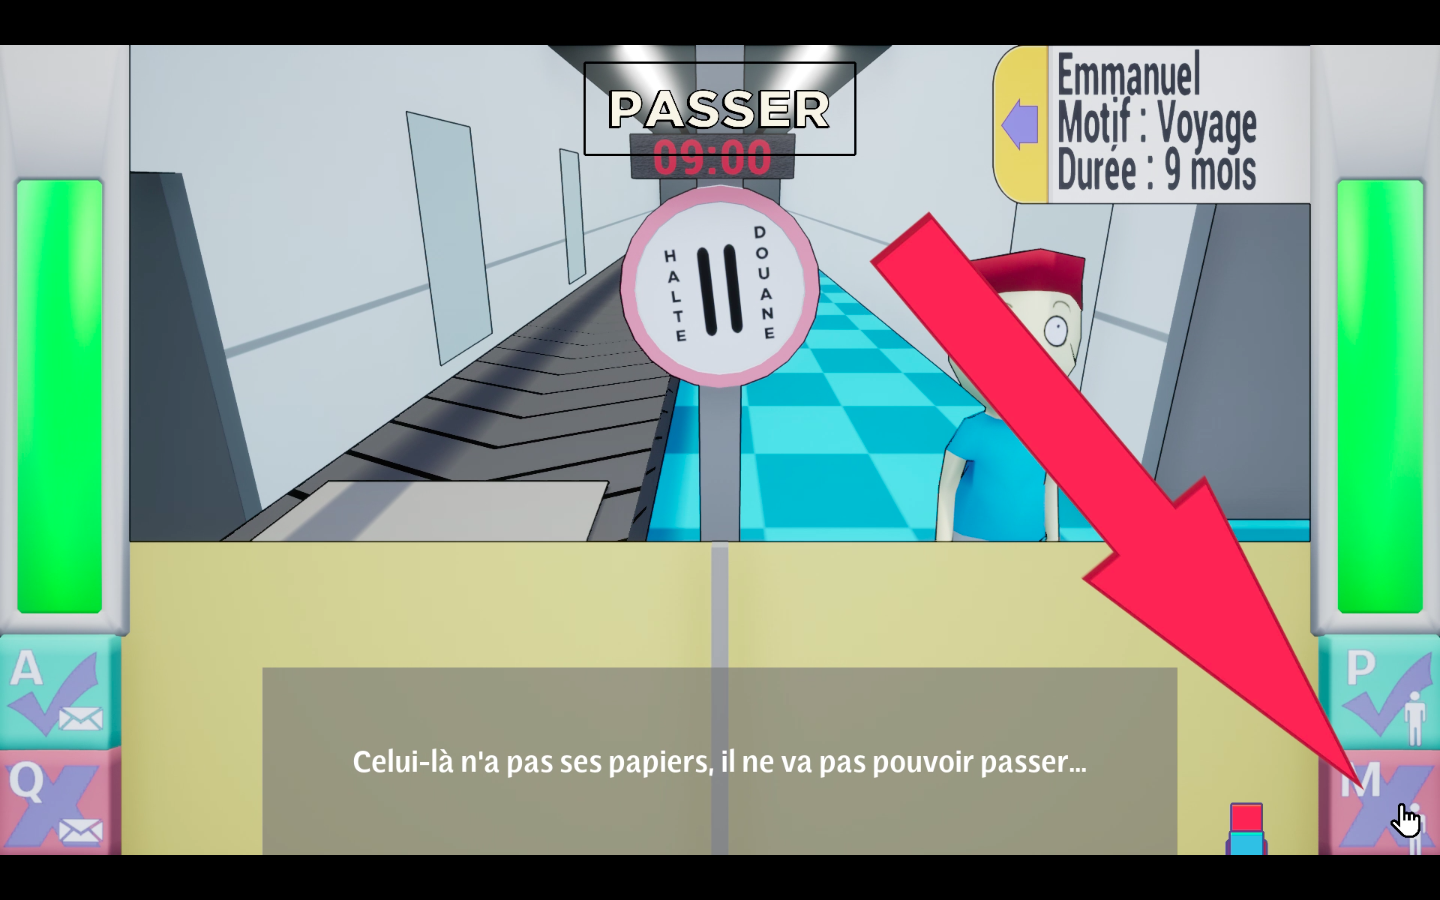 PASSER
09:00
Emmanuel
Motif : Voyage
Durée : 9 mois
HALTE
DOUANE
A
Q
P
M
Celui-là n'a pas ses papiers, il ne va pas pouvoir passer...